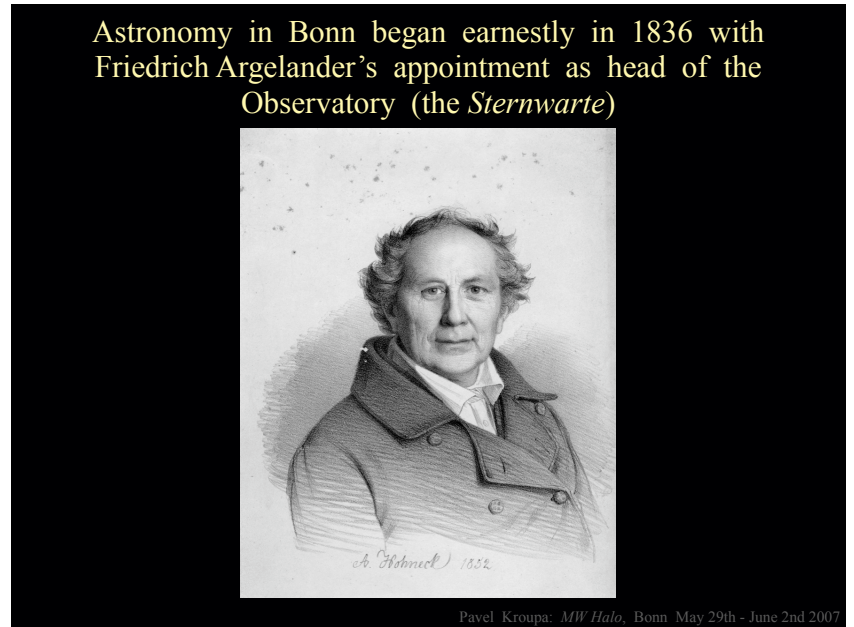 Astronomy in Bonn began earnestly in 1836 with
Friedrich Argelander’s appointment as head of the
Observatory (the Sternwarte)
A. Hohneck 1852
Pavel Kroupa: MW Halo, Bonn May 29th - June 2nd 2007